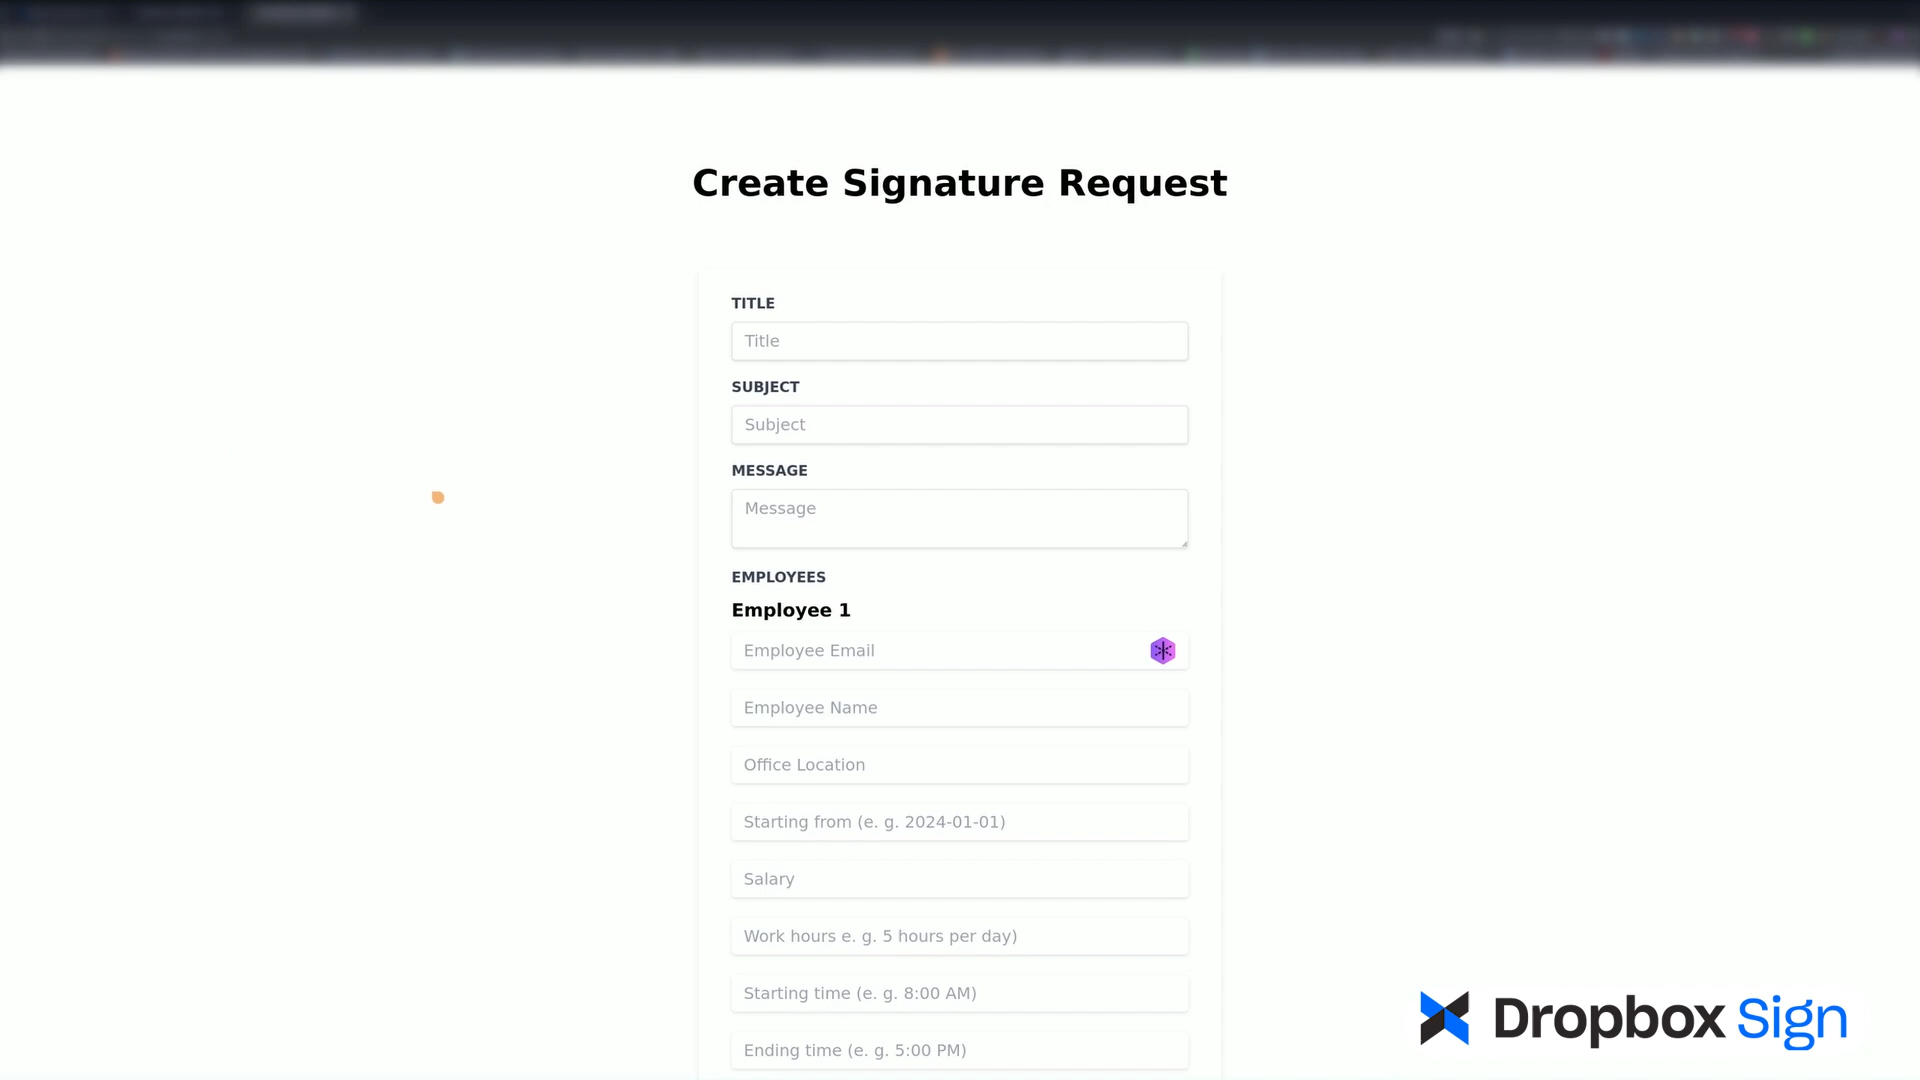 Create Signature Request
TITLE
Title
SUBJECT
Subject
MESSAGE
Message
EMPLOYEES
Employee 1
Employee Email
Employee Name
Office Location
Starting from (e. g. 2024-01-01)
Salary
Work hours e. g. 5 hours per day)
Starting time (e. g. 8:00 AM)
Ending time (e. g. 5:00 PM)
Dropbox Sign